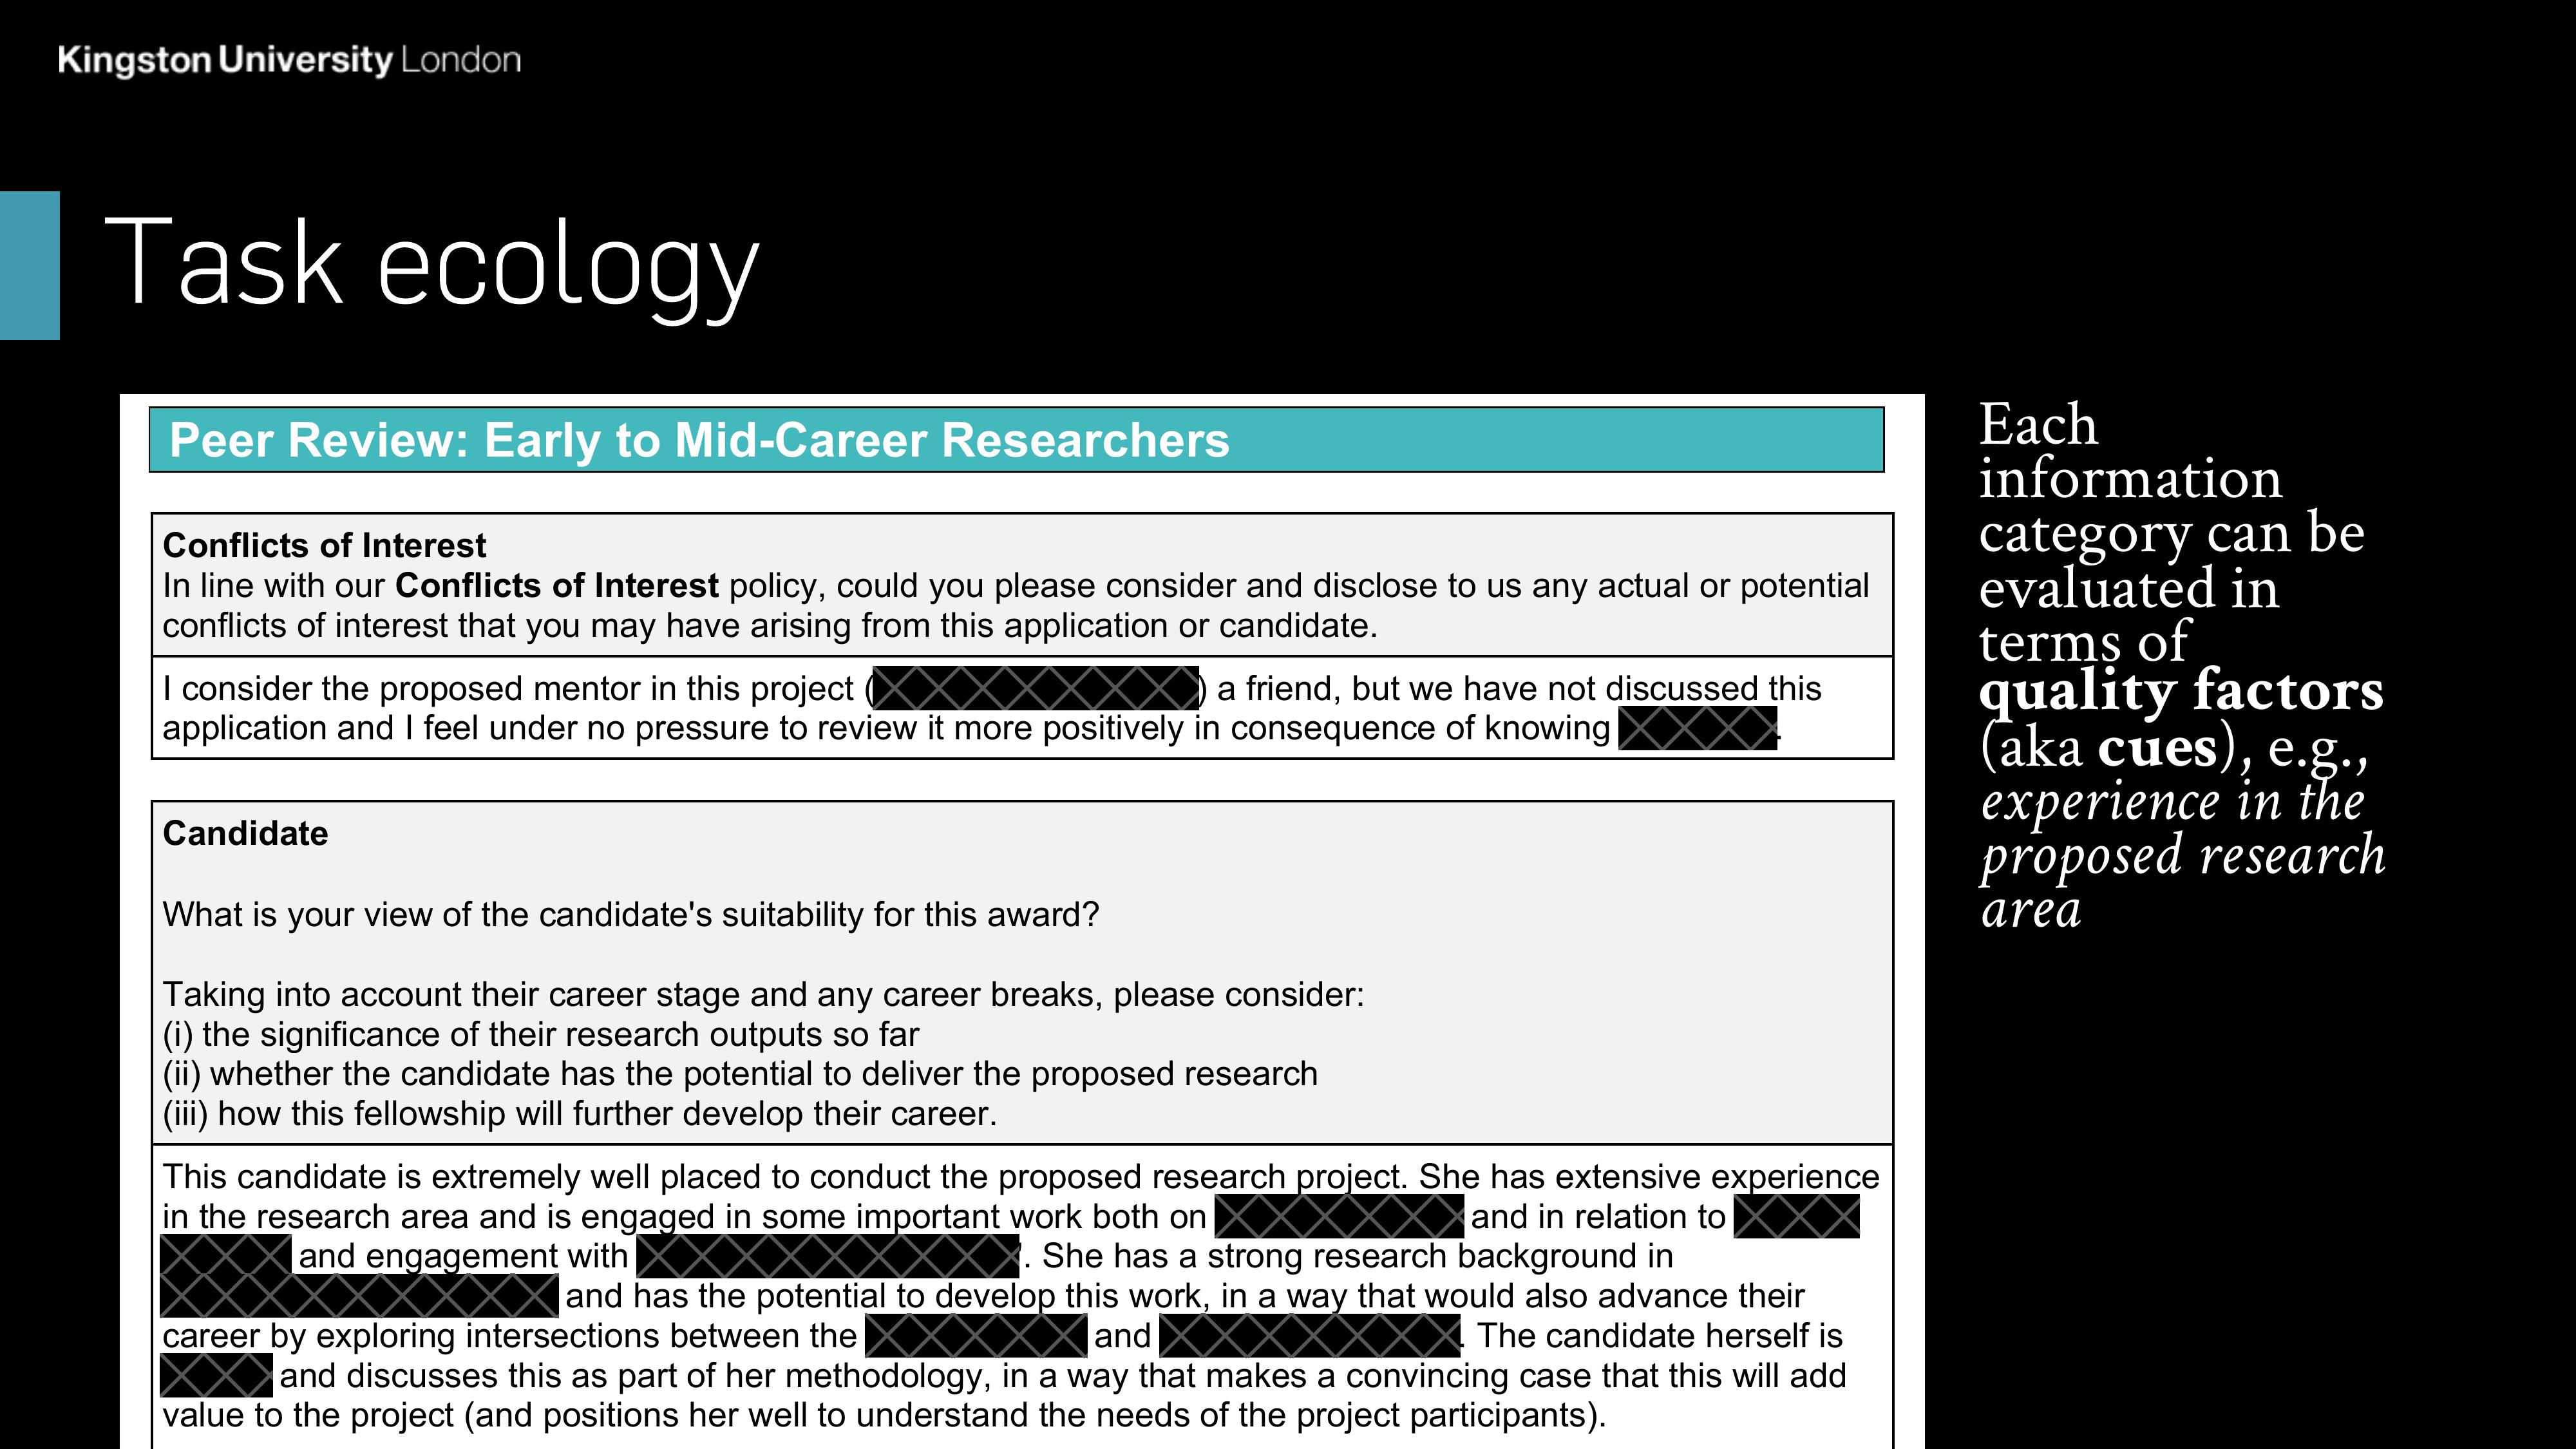 Kingston University London
Task ecology
Peer Review: Early to Mid-Career Researchers
Conflicts of Interest
In line with our Conflicts of Interest policy, could you please consider and disclose to us any actual or potential
conflicts of interest that you may have arising from this application or candidate.
I consider the proposed mentor in this project ( ) a friend, but we have not discussed this
application and I feel under no pressure to review it more positively in consequence of knowing .
Candidate
What is your view of the candidate's suitability for this award?
Taking into account their career stage and any career breaks, please consider:
(i) the significance of their research outputs so far
(ii) whether the candidate has the potential to deliver the proposed research
(iii) how this fellowship will further develop their career.
This candidate is extremely well placed to conduct the proposed research project. She has extensive experience
in the research area and is engaged in some important work both on and in relation to
and engagement with . She has a strong research background in
and has the potential to develop this work, in a way that would also advance their
career by exploring intersections between the and . The candidate herself is
and discusses this as part of her methodology, in a way that makes a convincing case that this will add
value to the project (and positions her well to understand the needs of the project participants).
Each
information
category can be
evaluated in
terms of
quality factors
(aka cues), e.g.,
experience in the
proposed research
area